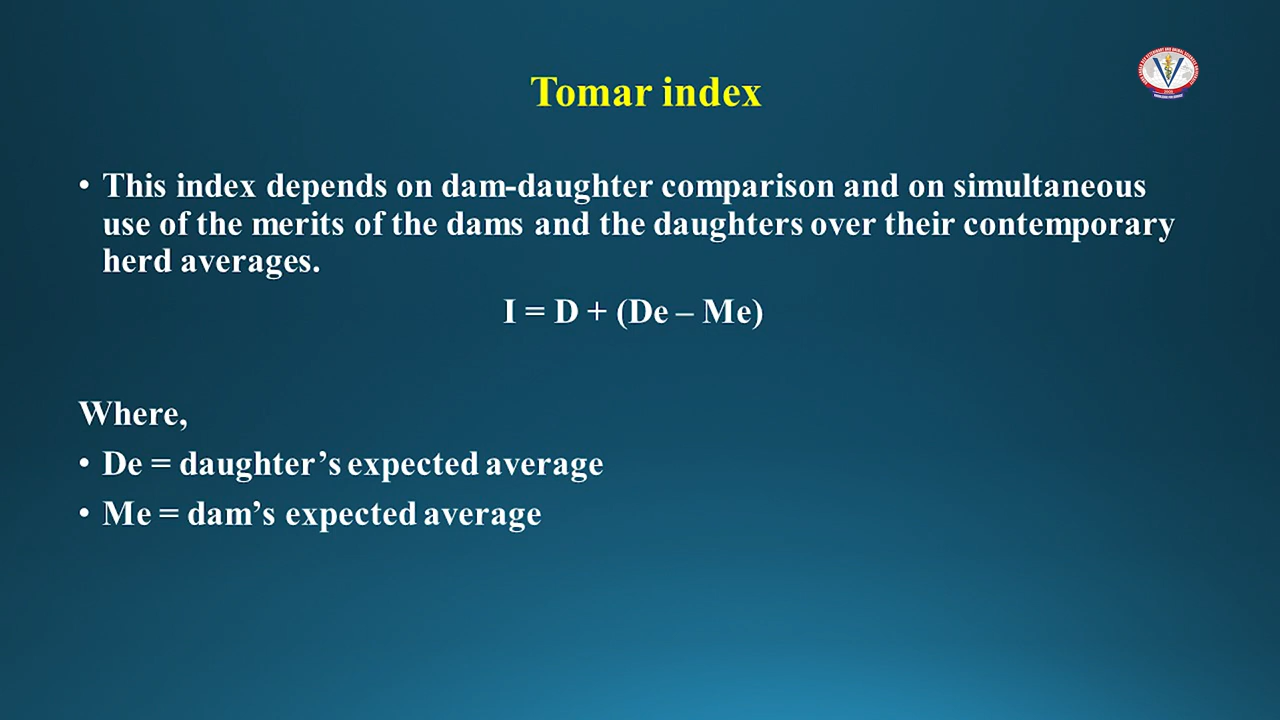 Tomar index
• This index depends on dam-daughter comparison and on simultaneous
use of the merits of the dams and the daughters over their contemporary
herd averages.
I = D + (De – Me)
Where,
• De = daughter’s expected average
• Me = dam’s expected average